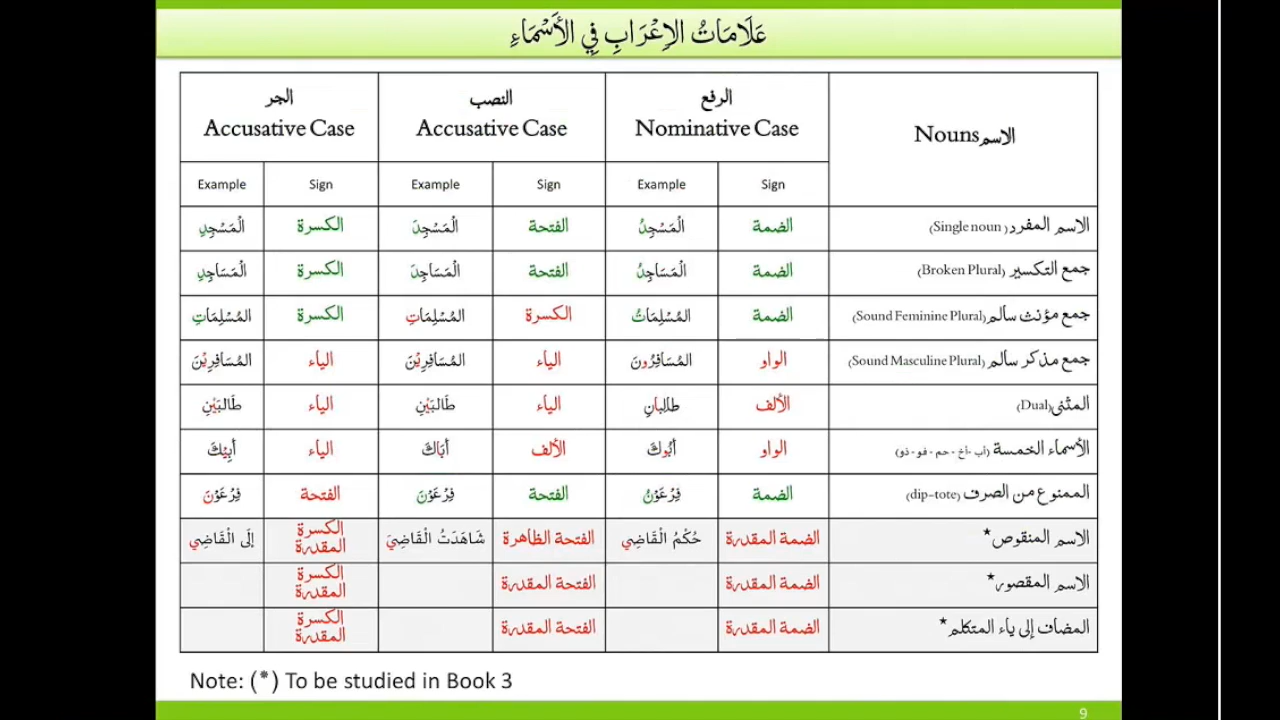 عَلَامَاتُ الإِعْرَابِ فِي الأَسْمَاءِ
الاسم Nouns | الرفع Nominative Case | النصب Accusative Case | الجر Accusative Case
Sign | Example | Sign | Example | Sign | Example
الاسم المفرد (Single noun) | الضمة | الْمَسْجِدُ | الفتحة | الْمَسْجِدَ | الكسرة | الْمَسْجِدِ
جمع التكسير (Broken Plural) | الضمة | الْمَسَاجِدُ | الفتحة | الْمَسَاجِدَ | الكسرة | الْمَسَاجِدِ
جمع مؤنث سالم (Sound Feminine Plural) | الضمة | المُسْلِمَاتُ | الكسرة | المُسْلِمَاتِ | الكسرة | المُسْلِمَاتِ
جمع مذكر سالم (Sound Masculine Plural) | الواو | المُسَافِرُونَ | الياء | المُسَافِرِيْنَ | الياء | المُسَافِرِيْنَ
المثنى (Dual) | الألف | طَالِبَانِ | الياء | طَالِبَيْنِ | الياء | طَالِبَيْنِ
الأسماء الخمسة (أب - أخ - حم - فو - ذو) | الواو | أَبُوكَ | الألف | أَبَاكَ | الياء | أَبِيْكَ
الممنوع من الصرف (dip-tote) | الضمة | فِرْعَوْنُ | الفتحة | فِرْعَوْنَ | الفتحة | فِرْعَوْنَ
الاسم المنقوص* | الضمة المقدرة | حُكْمُ الْقَاضِي | الفتحة الظاهرة | شَاهَدَتُ الْقَاضِيَ | الكسرة المقدرة | إِلَى الْقَاضِي
الاسم المقصور* | الضمة المقدرة | الفتحة المقدرة | الكسرة المقدرة
المضاف إلى ياء المتكلم* | الضمة المقدرة | الفتحة المقدرة | الكسرة المقدرة
Note: (*) To be studied in Book 3
9